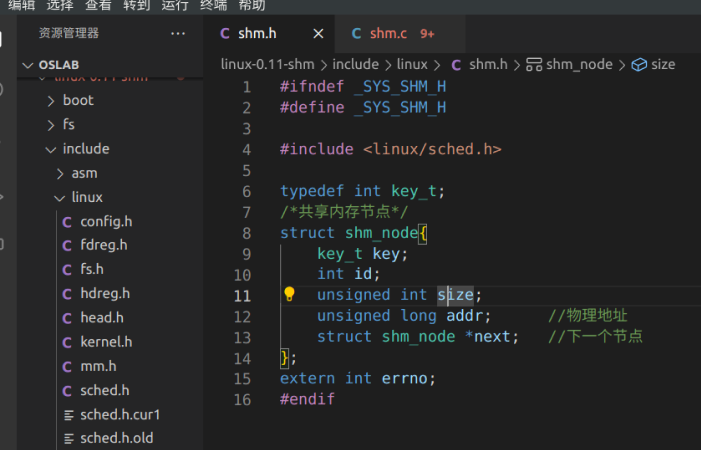 编辑 选择 查看 转到 运行 终端 帮助
资源管理器 ···
OSLAB
linux-0.11-shm
boot
fs
include
asm
linux
config.h
fdreg.h
fs.h
hdreg.h
head.h
kernel.h
mm.h
sched.h
sched.h.cur1
sched.h.old
C shm.h × C shm.c 9+
linux-0.11-shm > include > linux > C shm.h > shm_node > size
1 #ifndef _SYS_SHM_H
2 #define _SYS_SHM_H
3
4 #include <linux/sched.h>
5
6 typedef int key_t;
7 /*共享内存节点*/
8 struct shm_node{
9 key_t key;
10 int id;
11 unsigned int size;
12 unsigned long addr; //物理地址
13 struct shm_node *next; //下一个节点
14 };
15 extern int errno;
16 #endif